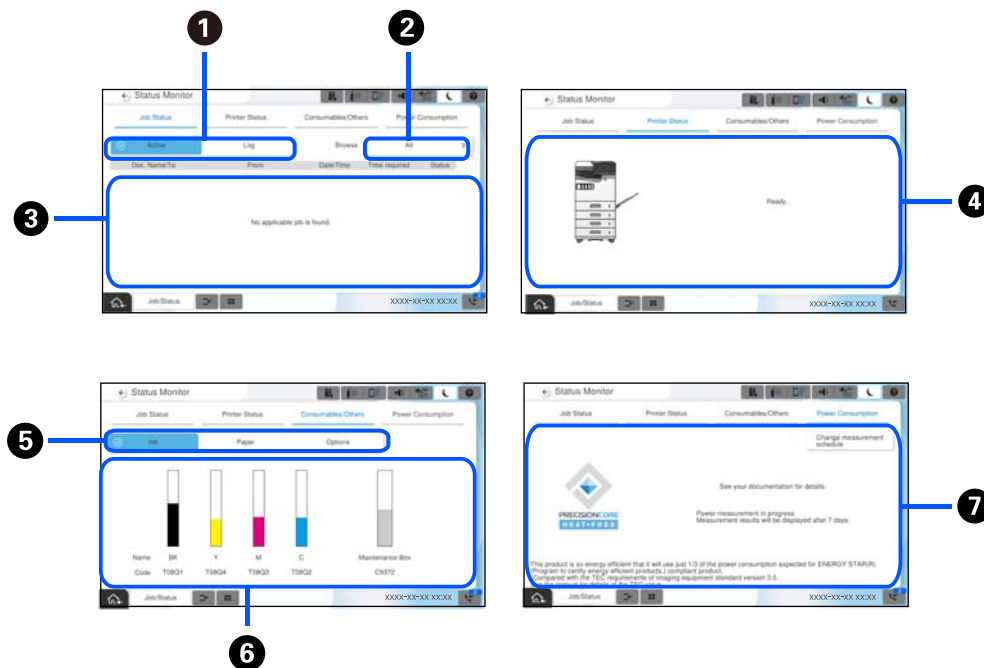 1
2
Status Monitor
Job Status Printer Status Consumables/Others Power Consumption
Active Log Browse All
Doc. Name/To From Date/Time Time required Status
3
No applicable job is found.
Job/Status XXXX-XX-XX XX:XX
Status Monitor
Job Status Printer Status Consumables/Others Power Consumption
Ready.
4
Job/Status XXXX-XX-XX XX:XX
Status Monitor
Job Status Printer Status Consumables/Others Power Consumption
5
Ink Paper Options
Name BK Y M C Maintenance Box
Code T08Q1 T08Q4 T08Q3 T08Q2 C9372
Job/Status XXXX-XX-XX XX:XX
6
Status Monitor
Job Status Printer Status Consumables/Others Power Consumption
Change measurement
schedule
See your documentation for details.
7
PRECISIONCORE
HEAT-FREE
Power measurement in progress.
Measurement results will be displayed after 7 days.
This product is so energy efficient that it will use just 1/3 of the power consumption expected for ENERGY STAR(R)
(Program to certify energy efficient products.) compliant product.
Compared with the TEC requirements of imaging equipment standard version 3.0.
the manual for details of the TEC value.
Job/Status XXXX-XX-XX XX:XX